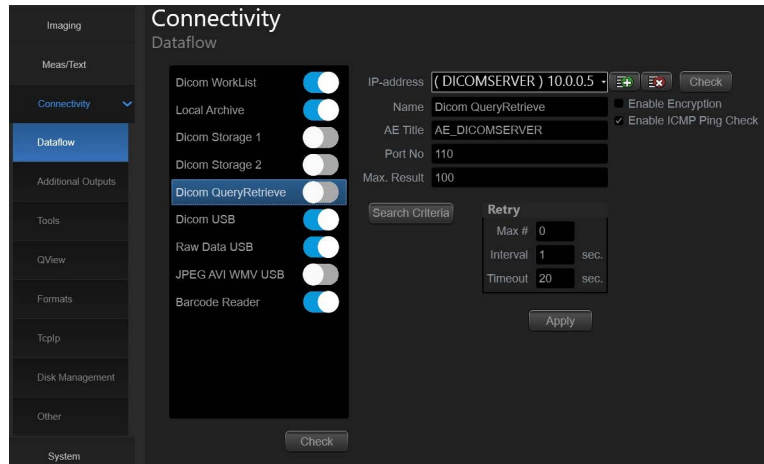 Connectivity
Dataflow
Imaging
Meas/Text
Connectivity
Dataflow
Additional Outputs
Tools
QView
Formats
TcpIp
Disk Management
Other
System
Dicom WorkList
Local Archive
Dicom Storage 1
Dicom Storage 2
Dicom QueryRetrieve
Dicom USB
Raw Data USB
JPEG AVI WMV USB
Barcode Reader
Check
IP-address ( DICOMSERVER ) 10.0.0.5 Check
Name Dicom QueryRetrieve Enable Encryption
AE Title AE_DICOMSERVER Enable ICMP Ping Check
Port No 110
Max. Result 100
Search Criteria
Retry
Max # 0
Interval 1 sec.
Timeout 20 sec.
Apply